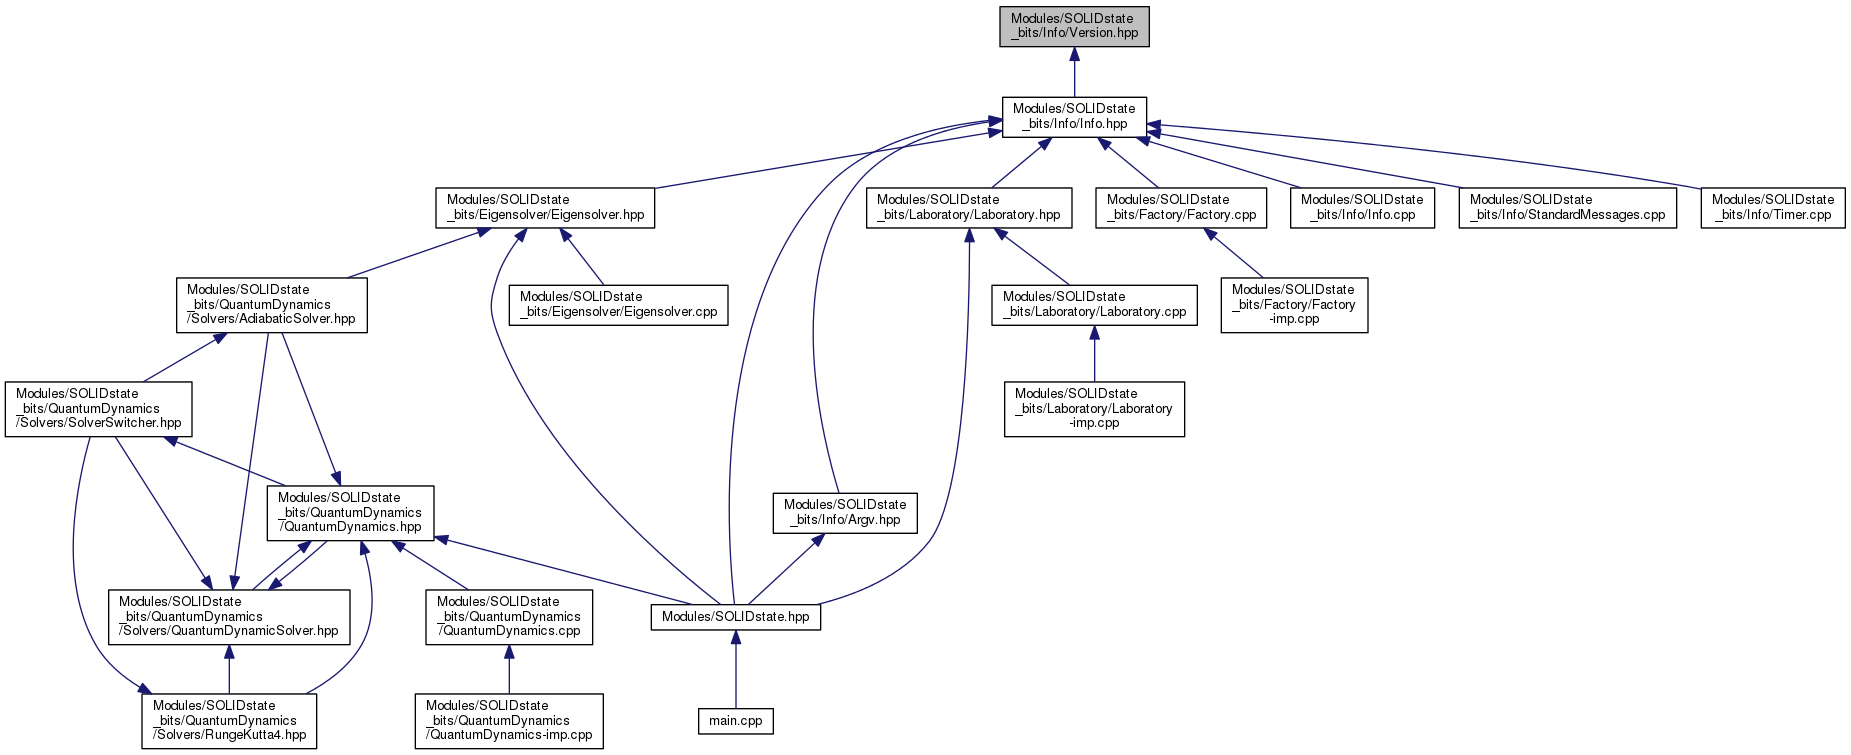 Modules/SOLIDstate
_bits/Info/Version.hpp
Modules/SOLIDstate
_bits/Info/Info.hpp
Modules/SOLIDstate
_bits/Eigensolver/Eigensolver.hpp
Modules/SOLIDstate
_bits/Laboratory/Laboratory.hpp
Modules/SOLIDstate
_bits/Factory/Factory.cpp
Modules/SOLIDstate
_bits/Info/Info.cpp
Modules/SOLIDstate
_bits/Info/StandardMessages.cpp
Modules/SOLIDstate
_bits/Info/Timer.cpp
Modules/SOLIDstate
_bits/QuantumDynamics
/Solvers/AdiabaticSolver.hpp
Modules/SOLIDstate
_bits/Eigensolver/Eigensolver.cpp
Modules/SOLIDstate
_bits/Laboratory/Laboratory.cpp
Modules/SOLIDstate
_bits/Factory/Factory
-imp.cpp
Modules/SOLIDstate
_bits/QuantumDynamics
/Solvers/SolverSwitcher.hpp
Modules/SOLIDstate
_bits/Laboratory/Laboratory
-imp.cpp
Modules/SOLIDstate
_bits/QuantumDynamics
/QuantumDynamics.hpp
Modules/SOLIDstate
_bits/Info/Argv.hpp
Modules/SOLIDstate
_bits/QuantumDynamics
/Solvers/QuantumDynamicSolver.hpp
Modules/SOLIDstate
_bits/QuantumDynamics
/QuantumDynamics.cpp
Modules/SOLIDstate.hpp
Modules/SOLIDstate
_bits/QuantumDynamics
/Solvers/RungeKutta4.hpp
Modules/SOLIDstate
_bits/QuantumDynamics
/QuantumDynamics-imp.cpp
main.cpp